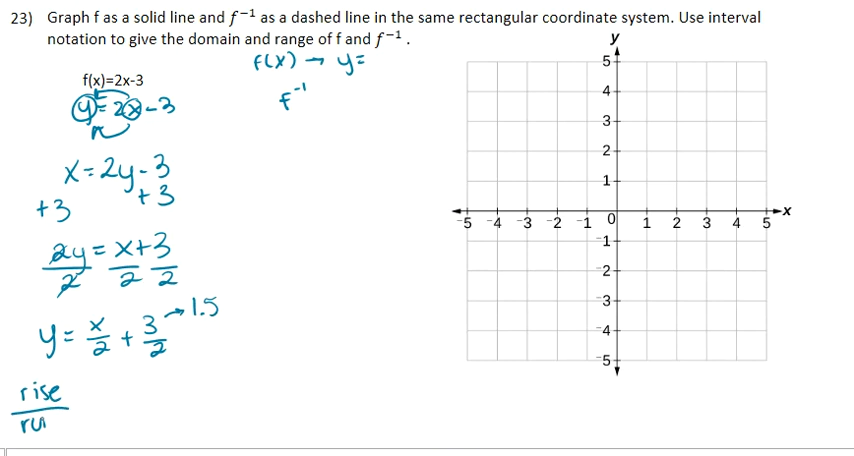 23) Graph f as a solid line and f⁻¹ as a dashed line in the same rectangular coordinate system. Use interval
notation to give the domain and range of f and f⁻¹.
f(x) → y=
f(x)=2x-3
f⁻¹
y=2x-3
x=2y-3
+3 +3
2y/2 = x/2+3/2
y= x/2 + 3/2 → 1.5
rise
ru
y
5
4
3
2
1
-5 -4 -3 -2 -1 0 1 2 3 4 5 x
-1
-2
-3
-4
-5